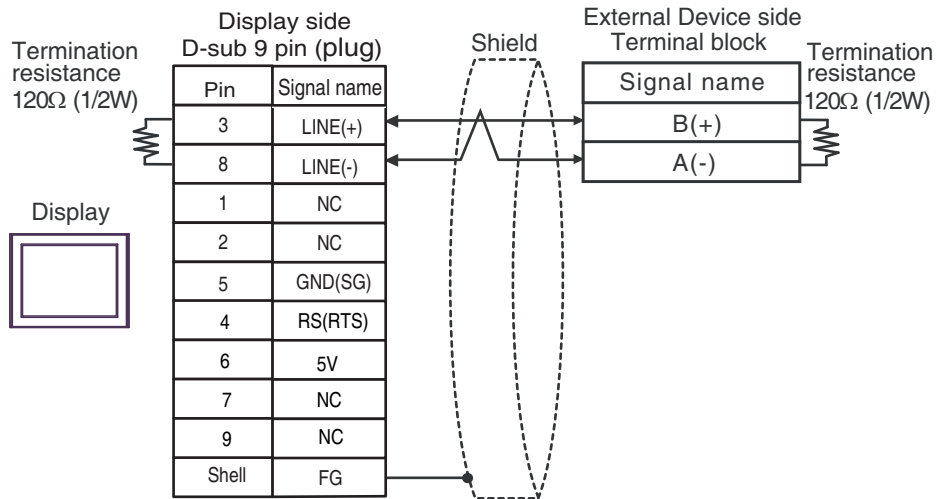 Display side
D-sub 9 pin (plug)
Termination
resistance
120Ω (1/2W)
Pin Signal name
3 LINE(+)
8 LINE(-)
1 NC
2 NC
5 GND(SG)
4 RS(RTS)
6 5V
7 NC
9 NC
Shell FG
Display
Shield
External Device side
Terminal block
Signal name
B(+)
A(-)
Termination
resistance
120Ω (1/2W)